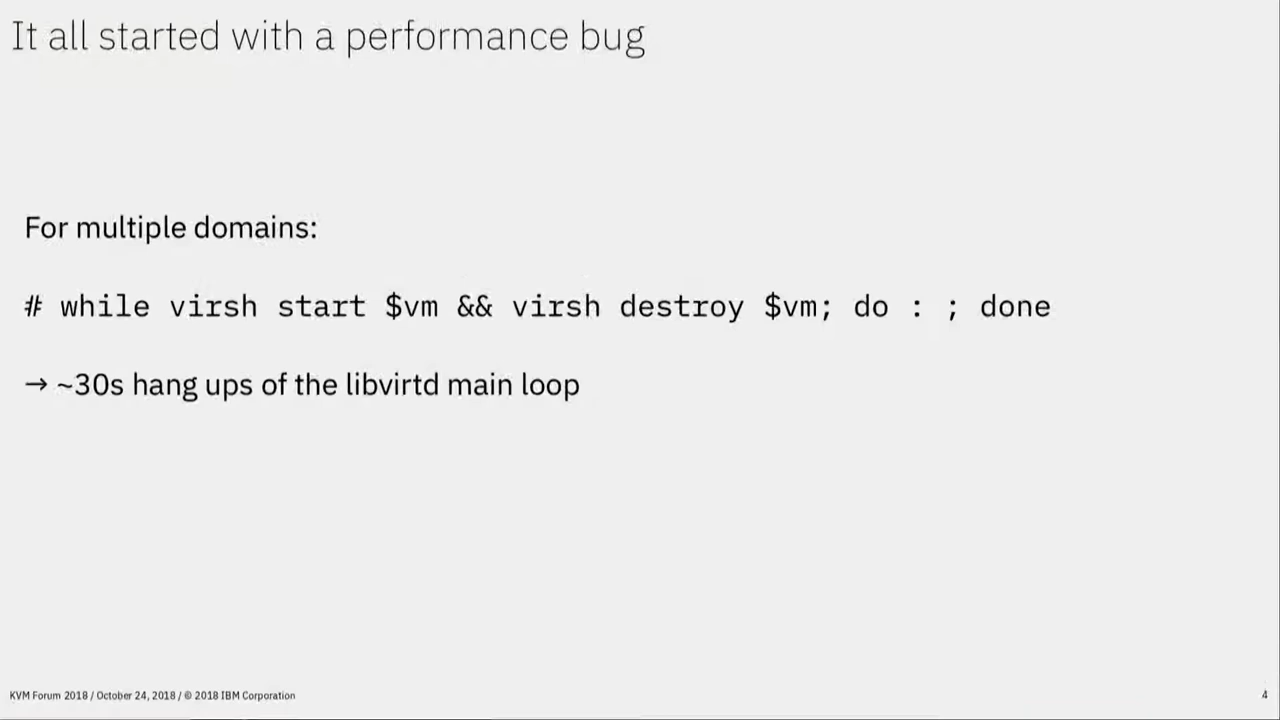 It all started with a performance bug
For multiple domains:
# while virsh start $vm && virsh destroy $vm; do : ; done
→ ~30s hang ups of the libvirtd main loop
KVM Forum 2018 / October 24, 2018 / © 2018 IBM Corporation
4